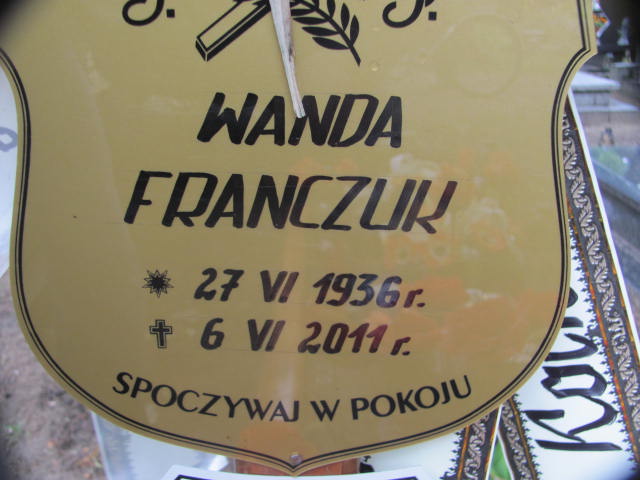 Ś. P.
WANDA
FRANCZUK
27 VI 1936 r.
6 VI 2011 r.
SPOCZYWAJ W POKOJU